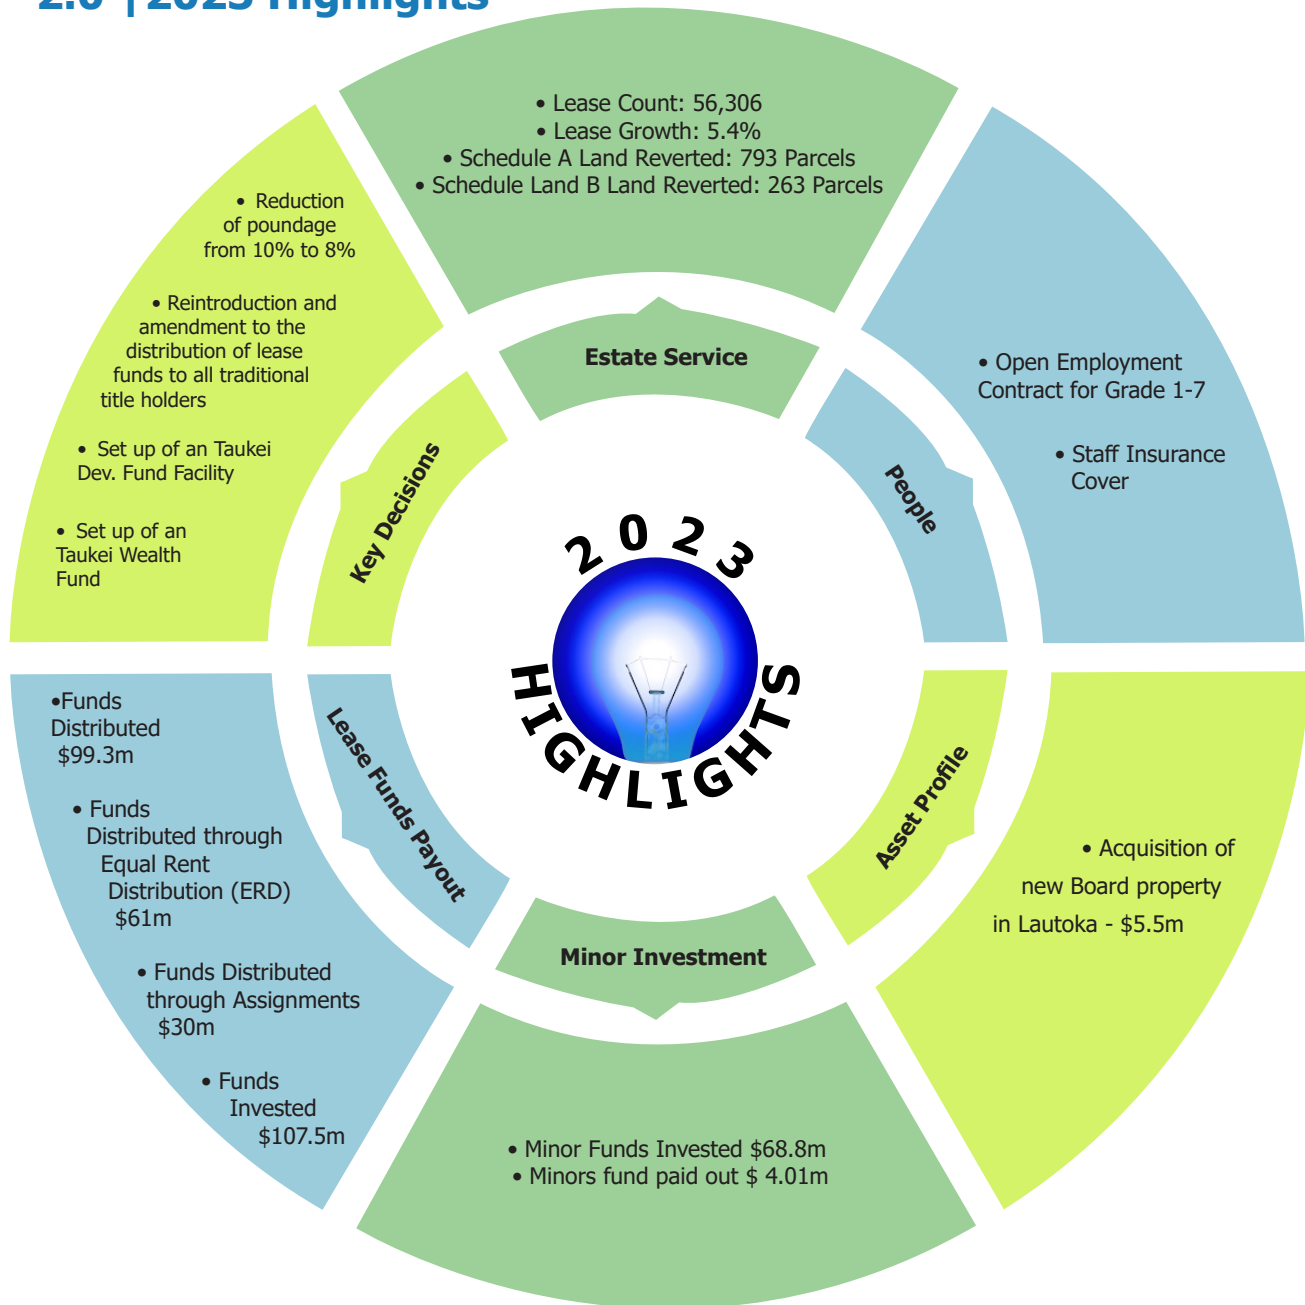 2.0 | 2023 Highlights
• Lease Count: 56,306
• Lease Growth: 5.4%
• Schedule A Land Reverted: 793 Parcels
• Schedule Land B Land Reverted: 263 Parcels
Estate Service
• Open Employment
Contract for Grade 1-7
• Staff Insurance
Cover
People
• Acquisition of
new Board property
in Lautoka - $5.5m
Asset Profile
Minor Investment
• Minor Funds Invested $68.8m
• Minors fund paid out $ 4.01m
Lease Funds Payout
•Funds
Distributed
$99.3m
• Funds
Distributed through
Equal Rent
Distribution (ERD)
$61m
• Funds Distributed
through Assignments
$30m
• Funds
Invested
$107.5m
Key Decisions
• Reduction
of poundage
from 10% to 8%
• Reintroduction and
amendment to the
distribution of lease
funds to all traditional
title holders
• Set up of an Taukei
Dev. Fund Facility
• Set up of an
Taukei Wealth
Fund
2023
HIGHLIGHTS